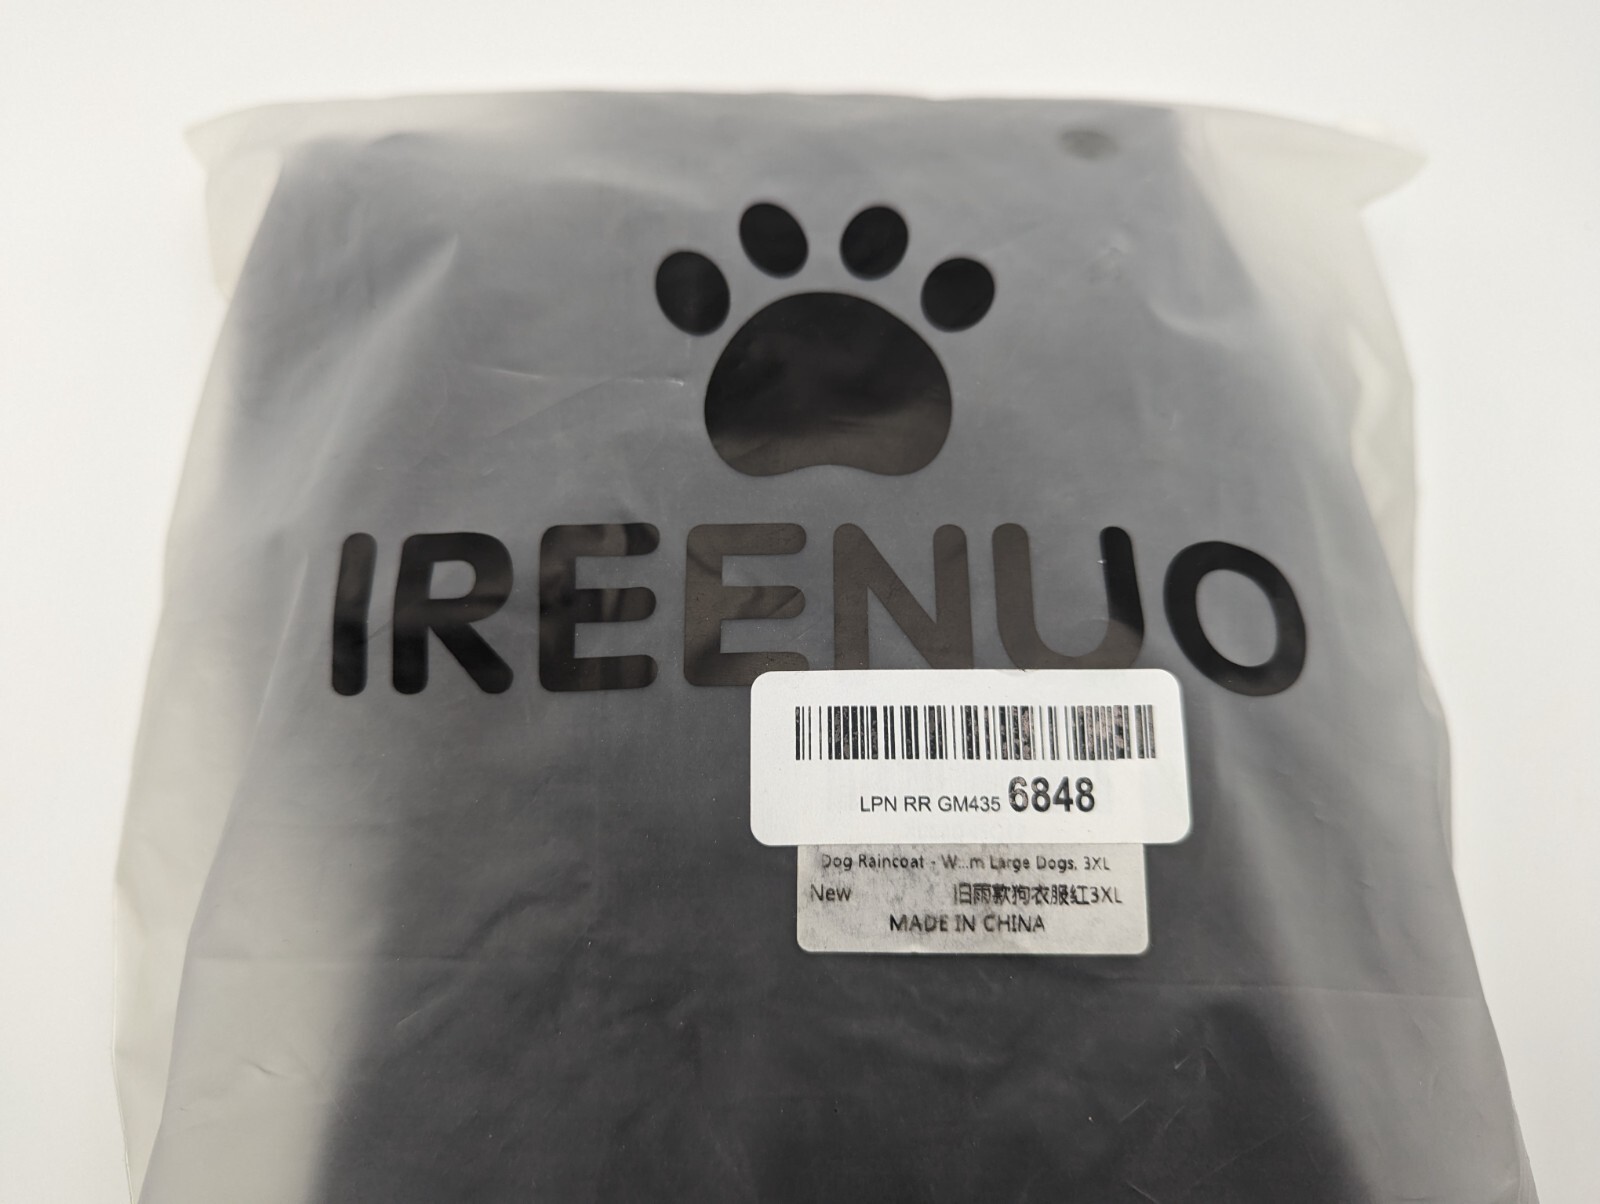 IREENUO
LPN RR GM435 6848
Dog Raincoat - W...m Large Dogs, 3XL
New 旧雨款狗衣服红3XL
MADE IN CHINA